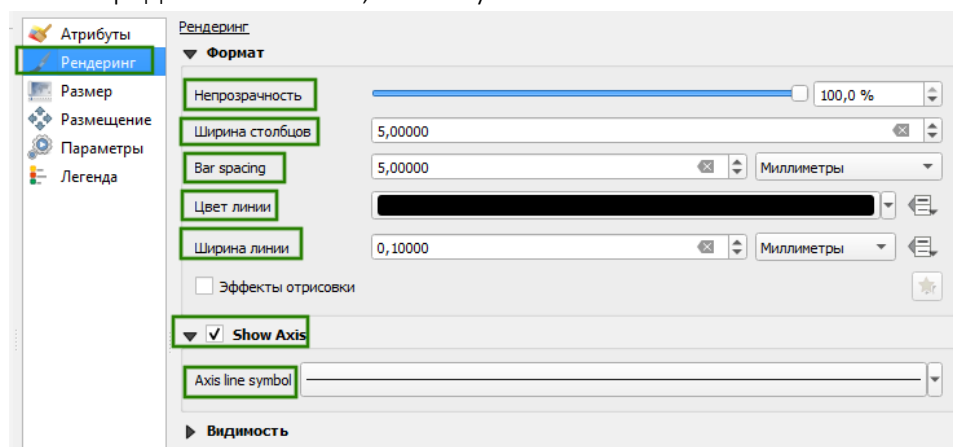 Атрибуты
Рендеринг
Размер
Размещение
Параметры
Легенда
Рендеринг
Формат
Непрозрачность 100,0 %
Ширина столбцов 5,00000
Bar spacing 5,00000 Миллиметры
Цвет линии
Ширина линии 0,10000 Миллиметры
Эффекты отрисовки
Show Axis
Axis line symbol
Видимость